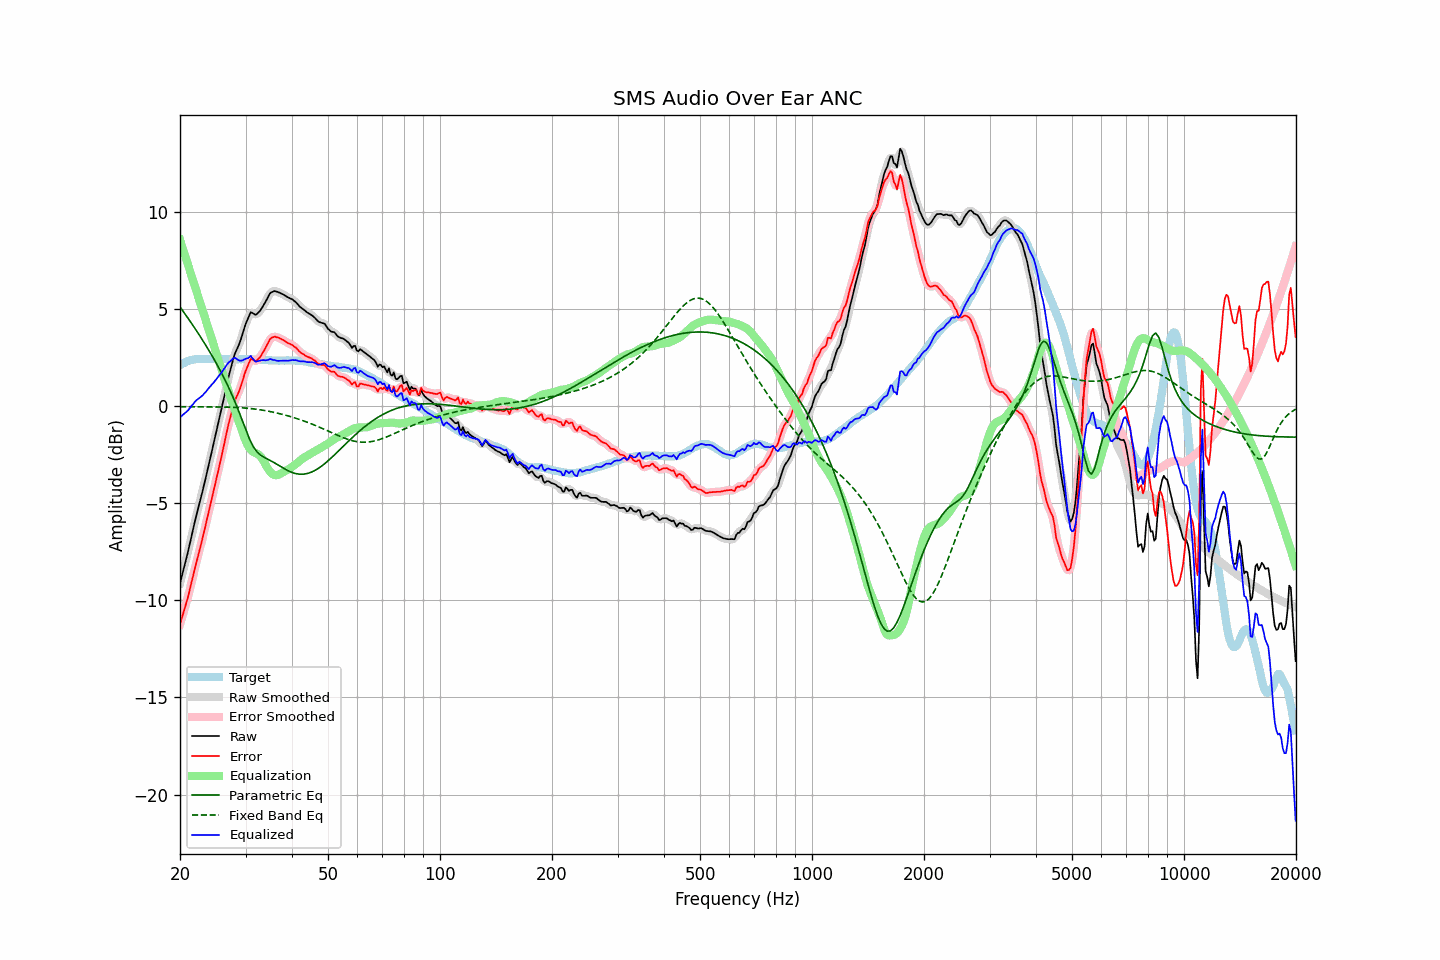 SMS Audio Over Ear ANC
10
5
0
−5
−10
−15
−20
Amplitude (dBr)
Target
Raw Smoothed
Error Smoothed
Raw
Error
Equalization
Parametric Eq
Fixed Band Eq
Equalized
20 50 100 200 500 1000 2000 5000 10000 20000
Frequency (Hz)